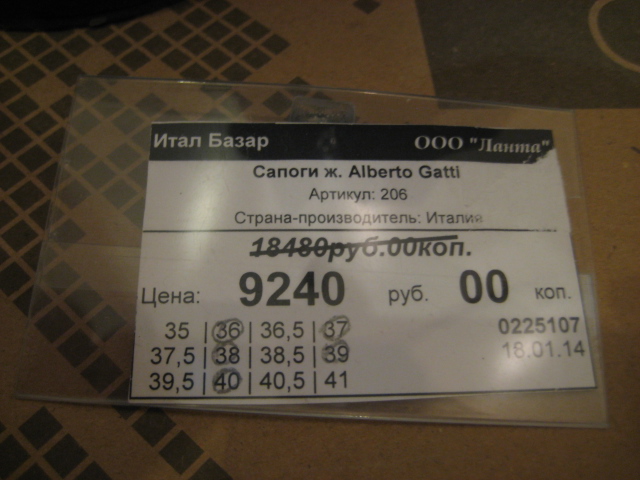 Итал Базар ООО "Ланта"
Сапоги ж. Alberto Gatti
Артикул: 206
Страна-производитель: Италия
18480руб.00коп.
Цена: 9240 руб. 00 коп.
35 | 36 | 36,5 | 37 0225107
37,5 | 38 | 38,5 | 39 18.01.14
39,5 | 40 | 40,5 | 41